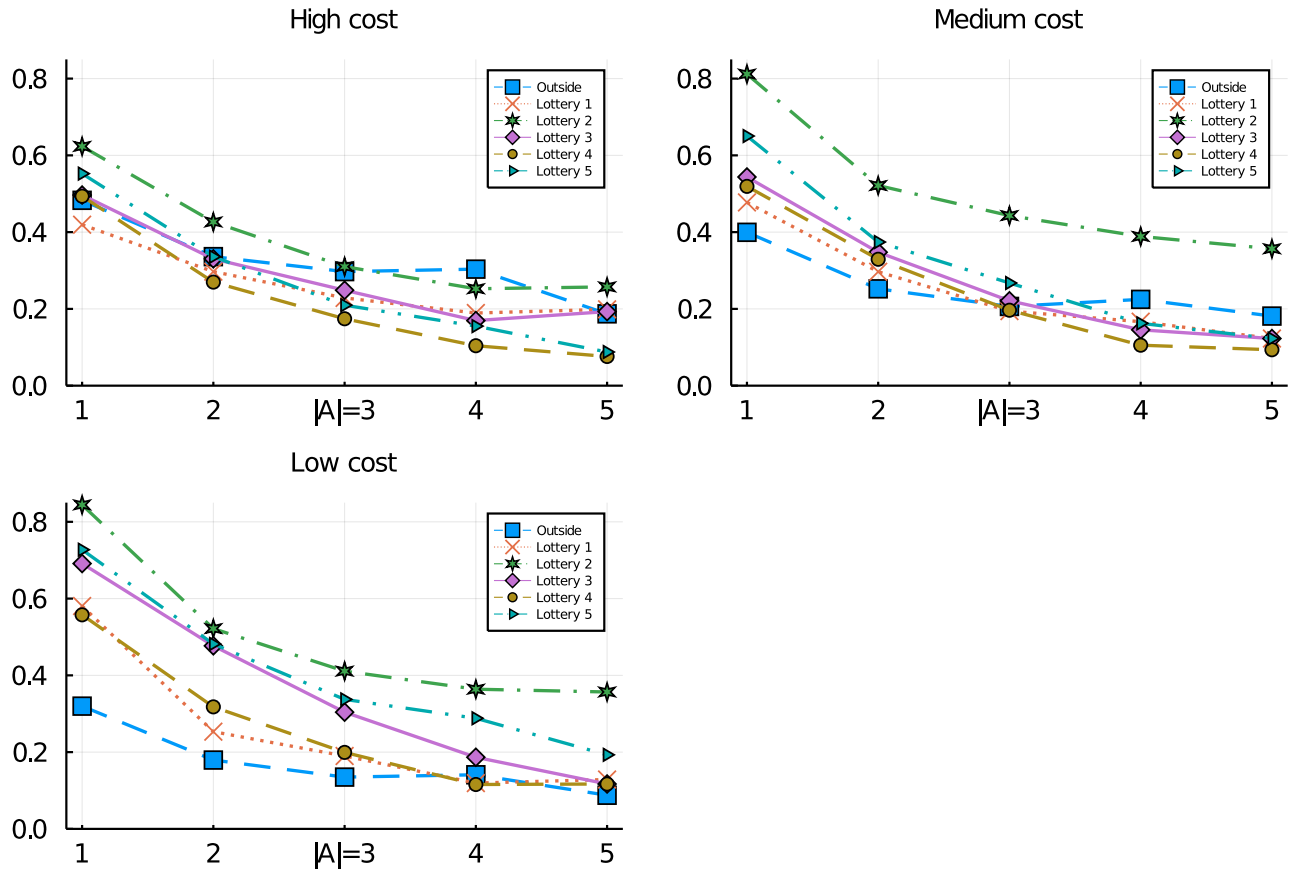 High cost
0.8
0.6
0.4
0.2
0.0
1 2 |A|=3 4 5
Outside
Lottery 1
Lottery 2
Lottery 3
Lottery 4
Lottery 5
Medium cost
0.8
0.6
0.4
0.2
0.0
1 2 |A|=3 4 5
Outside
Lottery 1
Lottery 2
Lottery 3
Lottery 4
Lottery 5
Low cost
0.8
0.6
0.4
0.2
0.0
1 2 |A|=3 4 5
Outside
Lottery 1
Lottery 2
Lottery 3
Lottery 4
Lottery 5